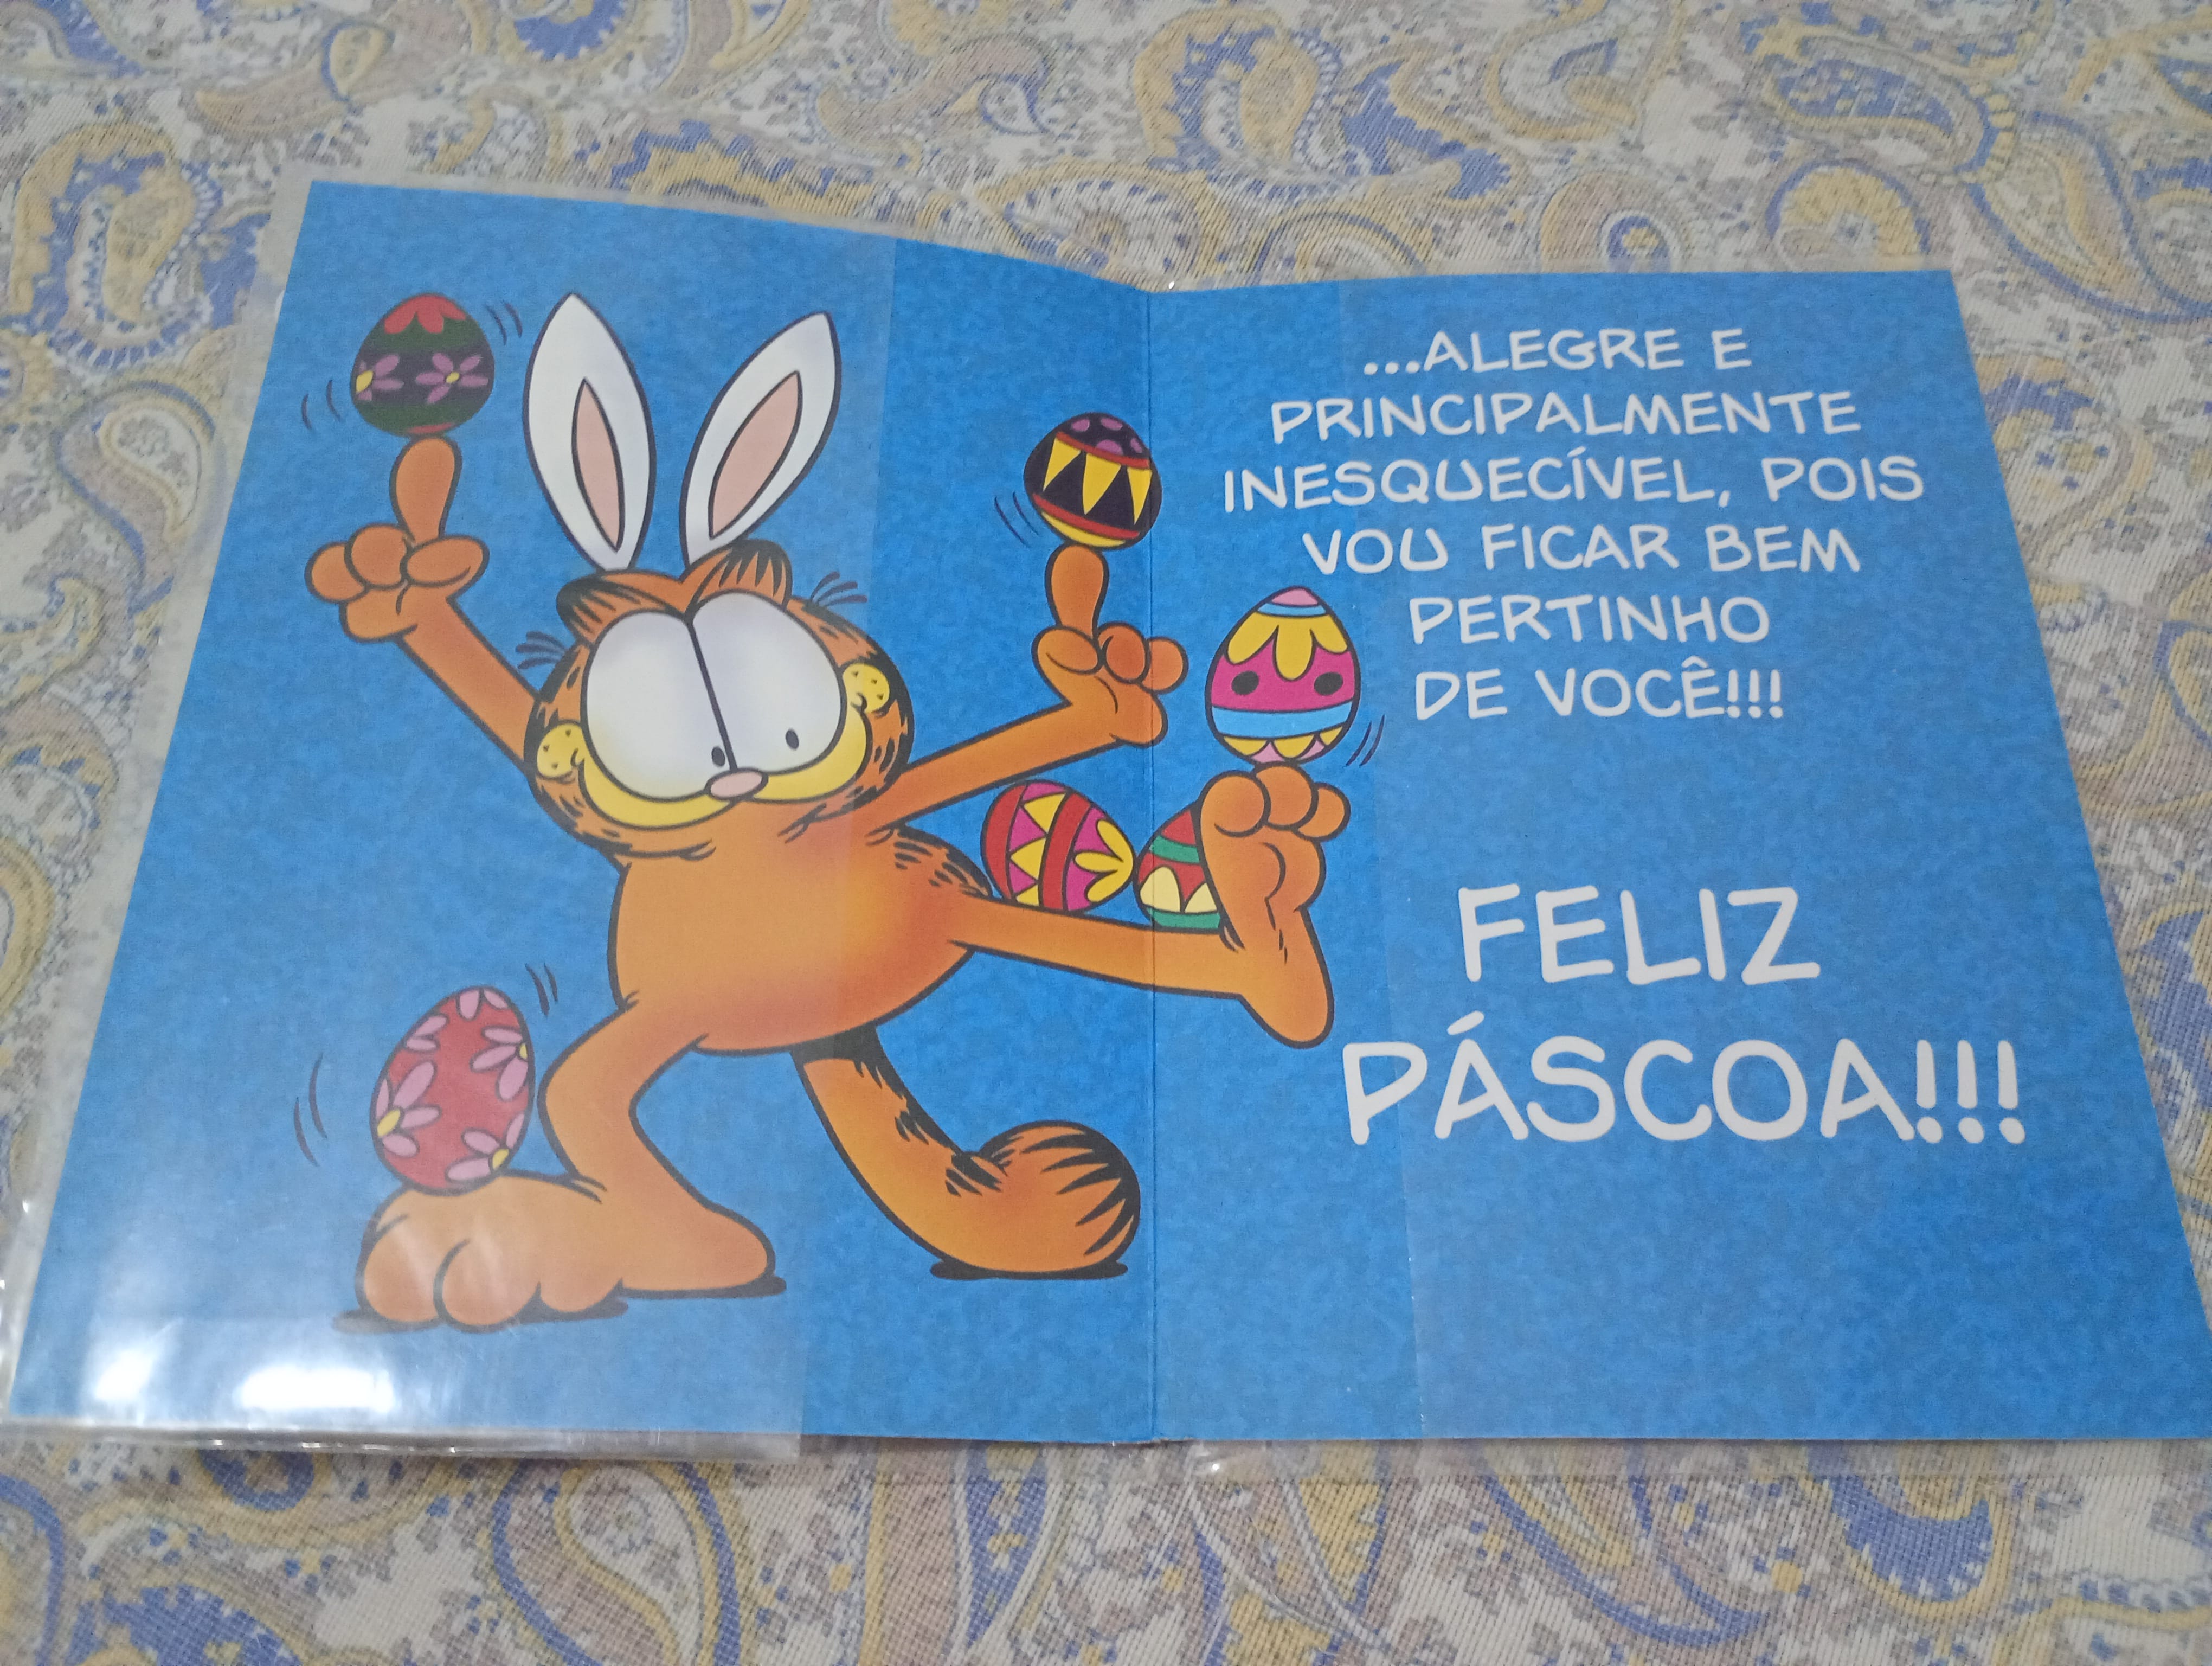 ...ALEGRE E
PRINCIPALMENTE
INESQUECÍVEL, POIS
VOU FICAR BEM
PERTINHO
DE VOCÊ!!!
FELIZ
PÁSCOA!!!